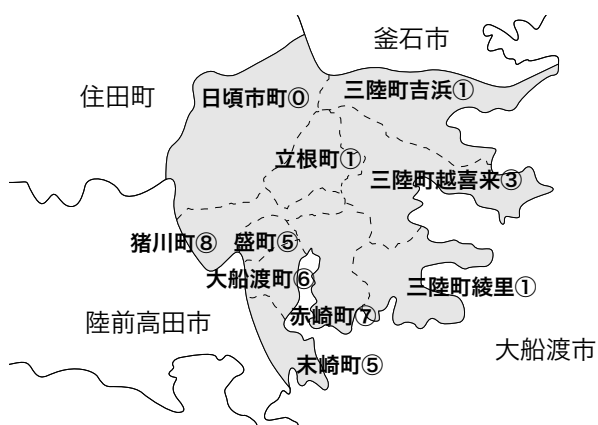 釜石市
住田町
日頃市町⓪
三陸町吉浜①
立根町①
三陸町越喜来③
猪川町⑧
盛町⑤
大船渡町⑥
三陸町綾里①
赤崎町⑦
陸前高田市
大船渡市
末崎町⑤